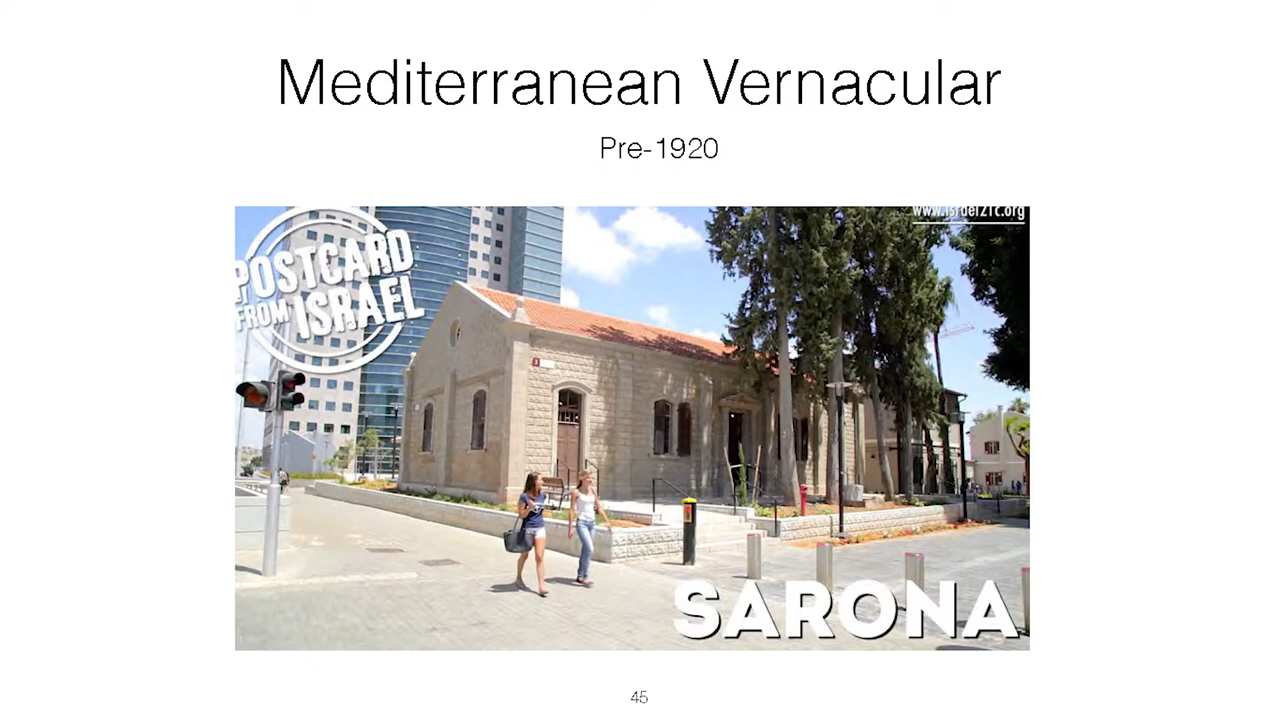 Mediterranean Vernacular
Pre-1920
www.israel21c.org
POSTCARD
FROM ISRAEL
SARONA
45